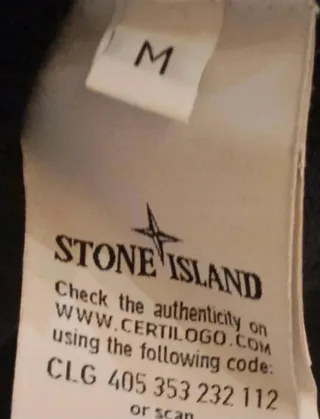 M
STONE ISLAND
Check the authenticity on
WWW.CERTILOGO.COM
using the following code:
CLG 405 353 232 112
or scan